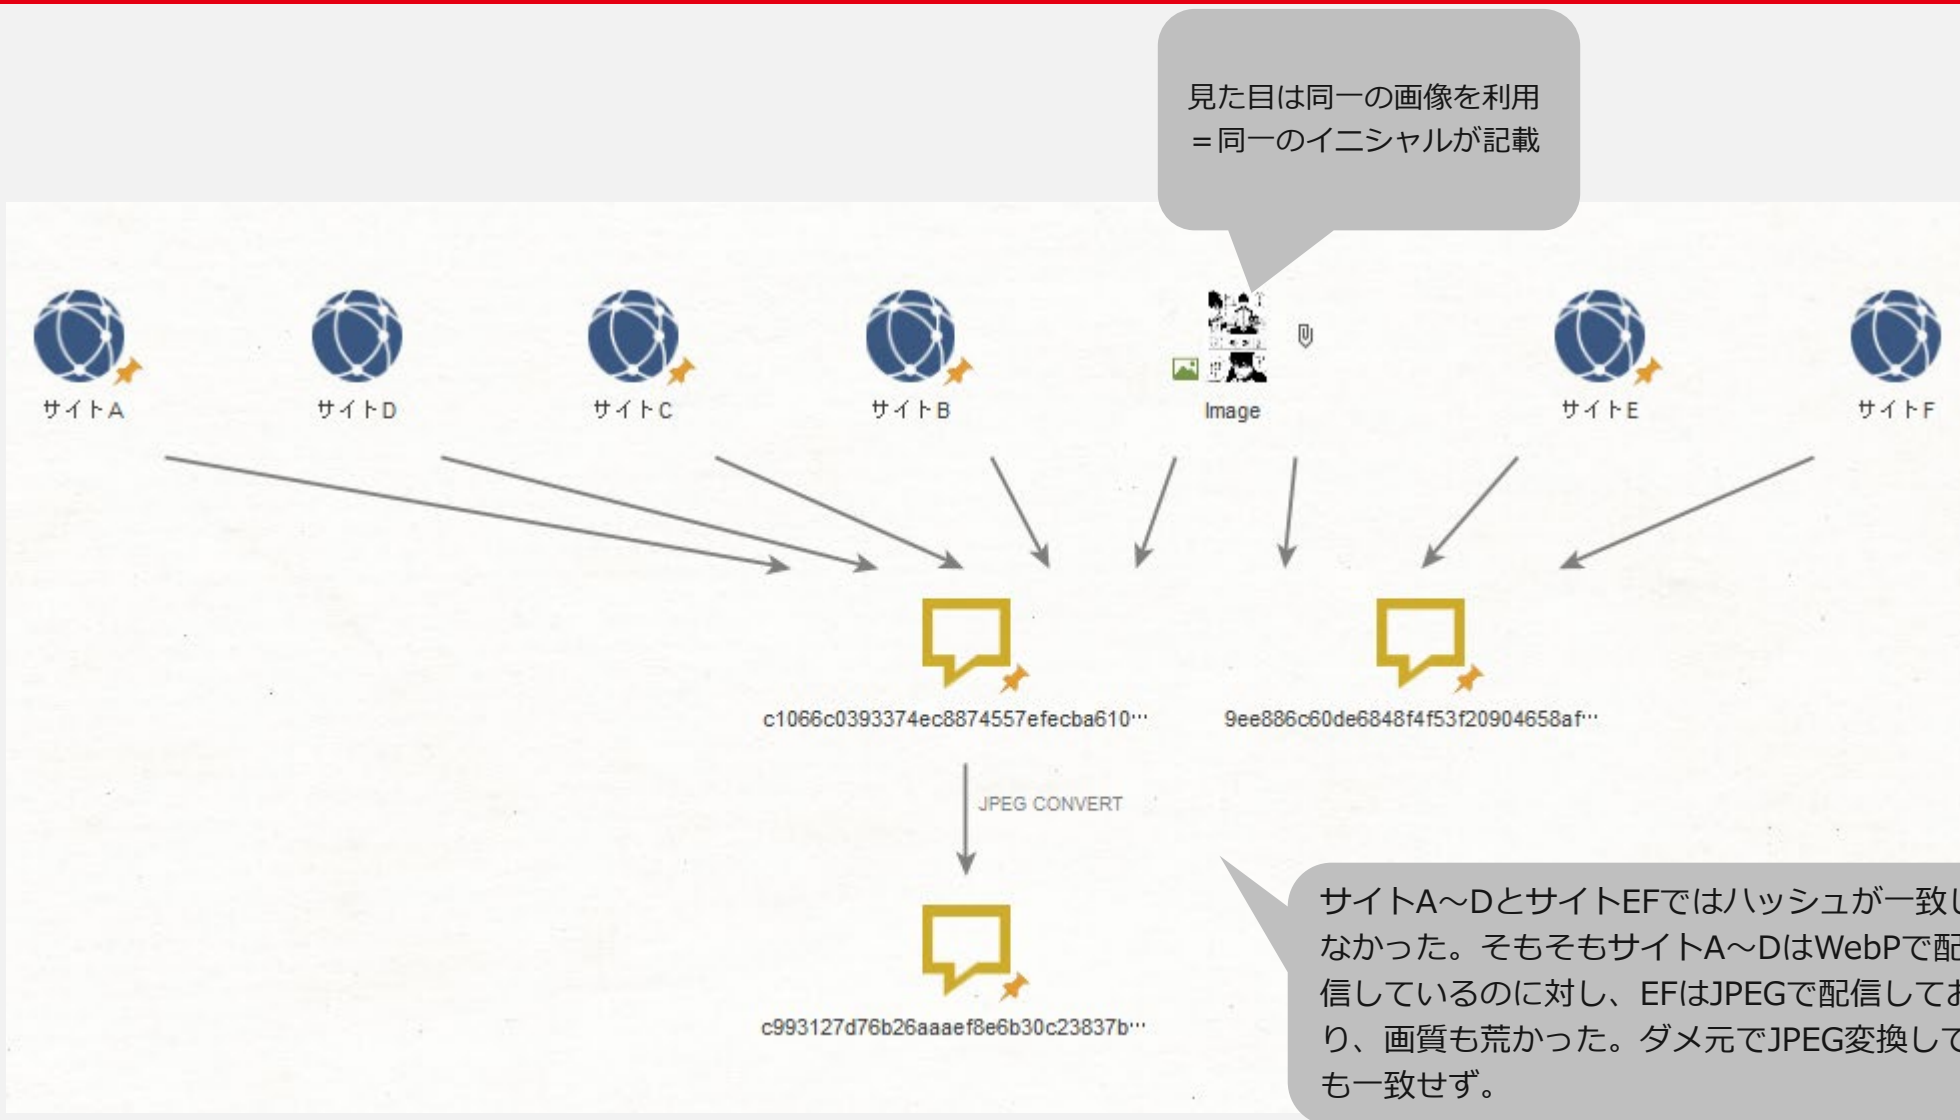 見た目は同一の画像を利用
＝同一のイニシャルが記載
サイトA
サイトD
サイトC
サイトB
Image
サイトE
サイトF
c1066c0393374ec8874557efecba610…
9ee886c60de6848f4f53f20904658af…
JPEG CONVERT
c993127d76b26aaaef8e6b30c23837b…
サイトA～DとサイトEFではハッシュが一致し
なかった。そもそもサイトA～DはWebPで配
信しているのに対し、EFはJPEGで配信してお
り、画質も荒かった。ダメ元でJPEG変換して
も一致せず。